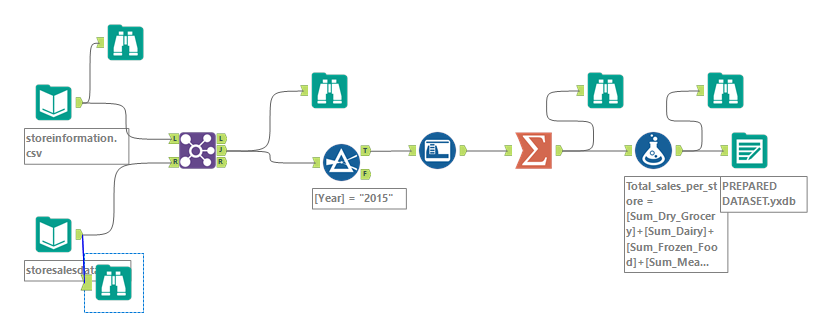 storeinformation.
csv
L
R
L
J
R
T
F
[Year] = "2015"
Σ
storesalesdata
Total_sales_per_st
ore =
[Sum_Dry_Grocer
y]+[Sum_Dairy]+
[Sum_Frozen_Foo
d]+[Sum_Mea...
PREPARED
DATASET.yxdb